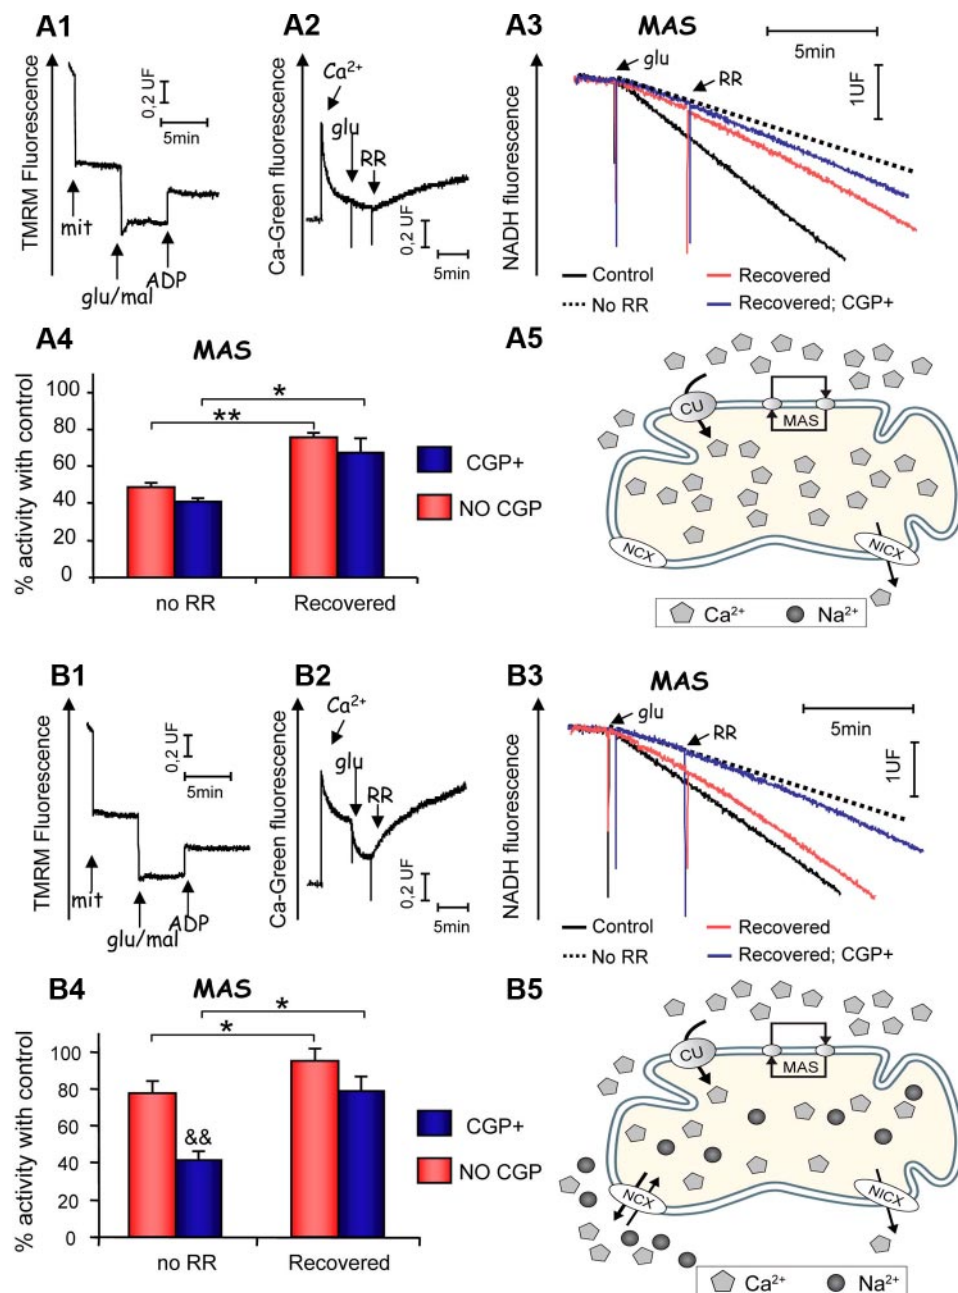 A1
TMRM Fluorescence
0,2 UF
5min
mit
glu/mal
ADP
A2
Ca-Green fluorescence
Ca²⁺
glu
RR
0,2 UF
5min
A3
MAS
NADH fluorescence
glu
RR
5min
1UF
Control
Recovered
No RR
Recovered; CGP+
A4
MAS
% activity with control
100
80
60
40
20
0
**
*
no RR
Recovered
CGP+
NO CGP
A5
CU
MAS
NCX
NICX
Ca²⁺
Na²⁺
B1
TMRM Fluorescence
0,2 UF
5min
mit
glu/mal
ADP
B2
Ca-Green fluorescence
Ca²⁺
glu
RR
0,2 UF
5min
B3
MAS
NADH fluorescence
glu
RR
5min
1UF
Control
Recovered
No RR
Recovered; CGP+
B4
MAS
% activity with control
100
80
60
40
20
0
*
*
&&
no RR
Recovered
CGP+
NO CGP
B5
CU
MAS
NCX
NICX
Ca²⁺
Na²⁺